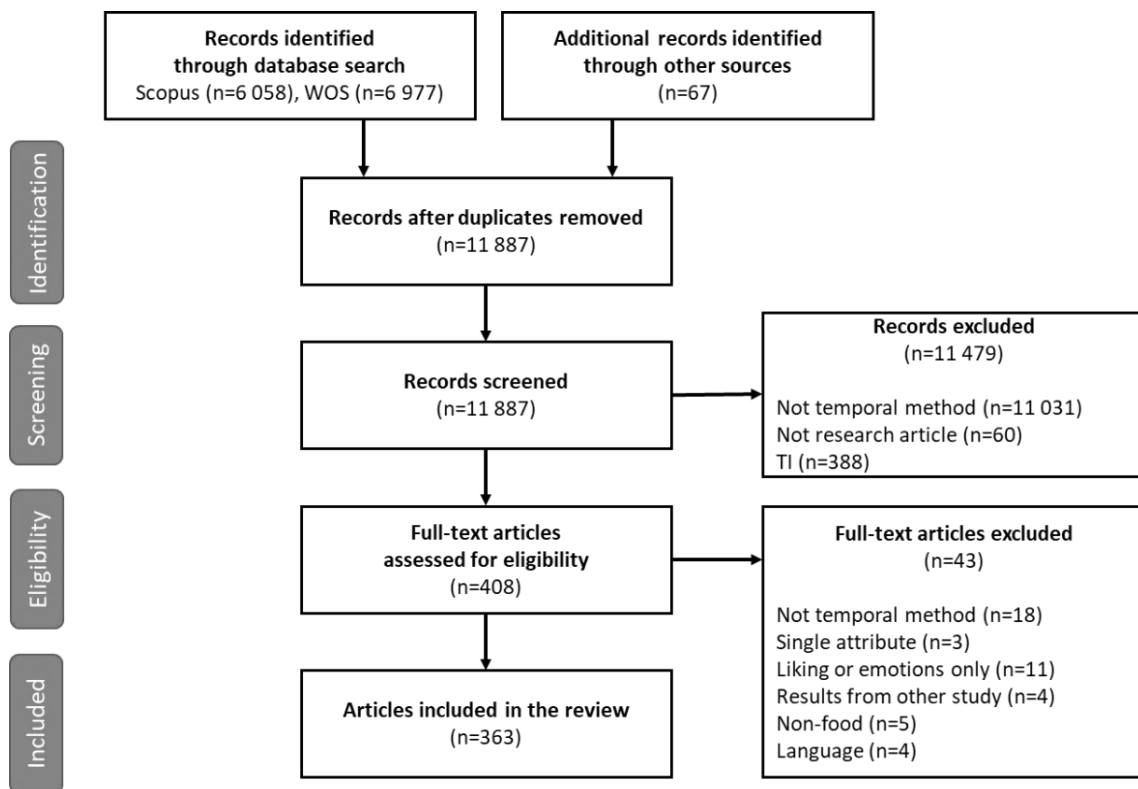 Records identified
through database search
Scopus (n=6 058), WOS (n=6 977)
Additional records identified
through other sources
(n=67)
Identification
Records after duplicates removed
(n=11 887)
Screening
Records screened
(n=11 887)
Records excluded
(n=11 479)
Not temporal method (n=11 031)
Not research article (n=60)
TI (n=388)
Eligibility
Full-text articles
assessed for eligibility
(n=408)
Full-text articles excluded
(n=43)
Not temporal method (n=18)
Single attribute (n=3)
Liking or emotions only (n=11)
Results from other study (n=4)
Non-food (n=5)
Language (n=4)
Included
Articles included in the review
(n=363)